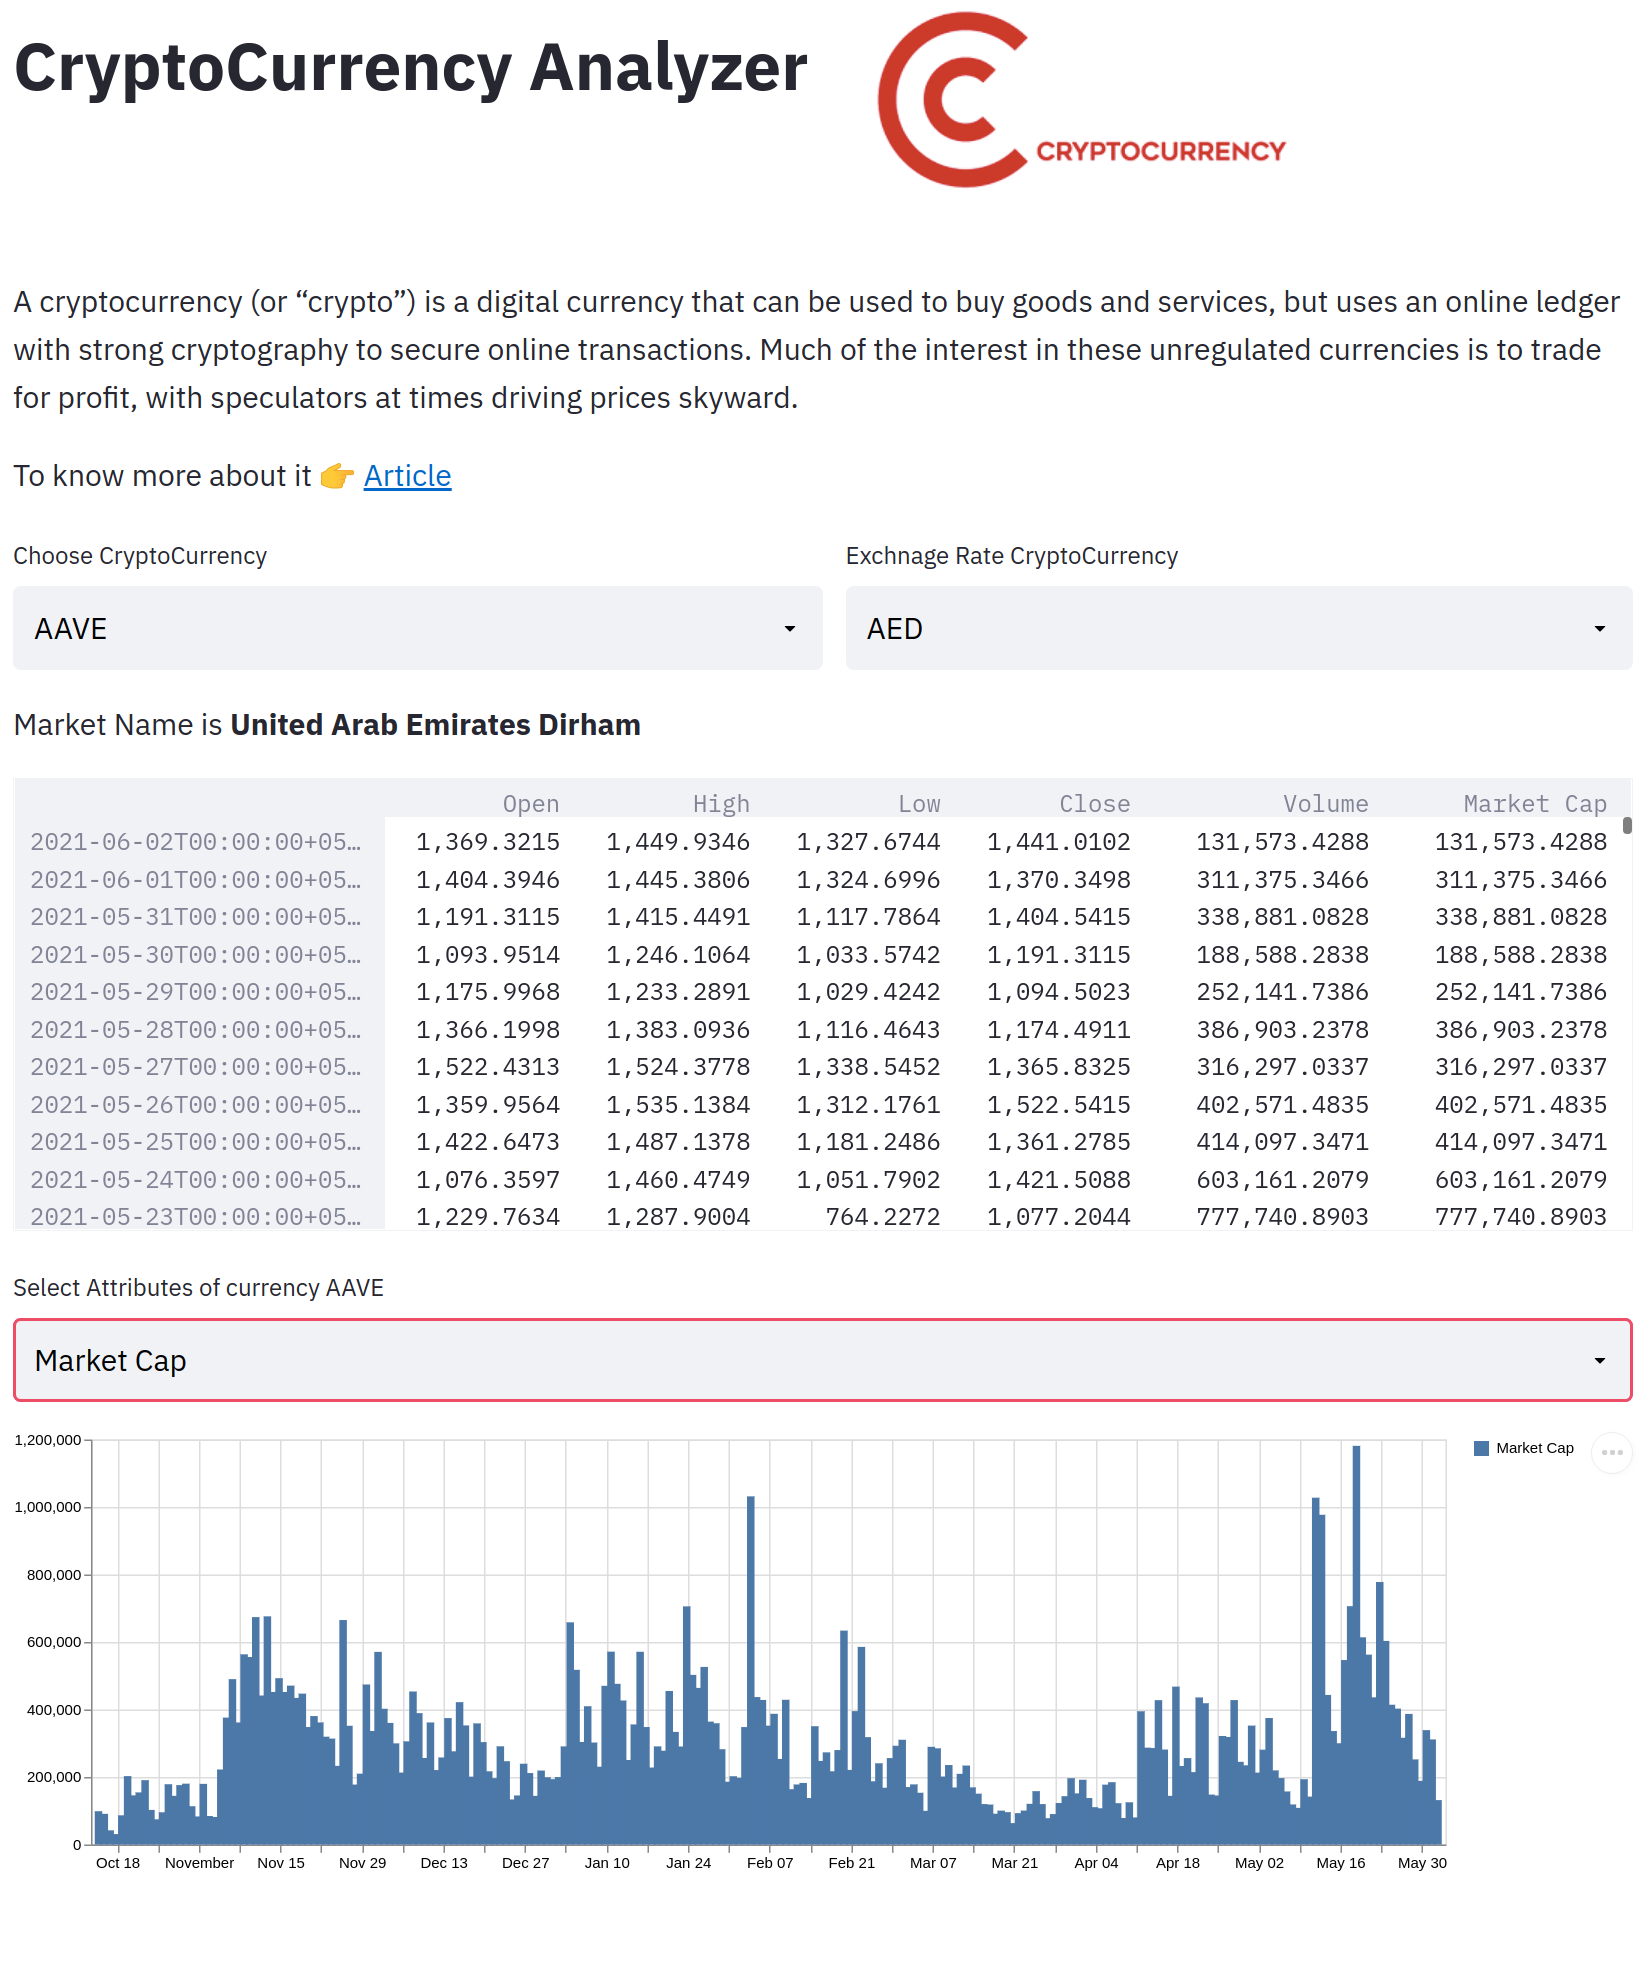 CryptoCurrency Analyzer
CRYPTOCURRENCY
A cryptocurrency (or “crypto”) is a digital currency that can be used to buy goods and services, but uses an online ledger
with strong cryptography to secure online transactions. Much of the interest in these unregulated currencies is to trade
for profit, with speculators at times driving prices skyward.
To know more about it 👉 Article
Choose CryptoCurrency
Exchnage Rate CryptoCurrency
AAVE
AED
Market Name is United Arab Emirates Dirham
Open High Low Close Volume Market Cap
2021-06-02T00:00:00+05… 1,369.3215 1,449.9346 1,327.6744 1,441.0102 131,573.4288 131,573.4288
2021-06-01T00:00:00+05… 1,404.3946 1,445.3806 1,324.6996 1,370.3498 311,375.3466 311,375.3466
2021-05-31T00:00:00+05… 1,191.3115 1,415.4491 1,117.7864 1,404.5415 338,881.0828 338,881.0828
2021-05-30T00:00:00+05… 1,093.9514 1,246.1064 1,033.5742 1,191.3115 188,588.2838 188,588.2838
2021-05-29T00:00:00+05… 1,175.9968 1,233.2891 1,029.4242 1,094.5023 252,141.7386 252,141.7386
2021-05-28T00:00:00+05… 1,366.1998 1,383.0936 1,116.4643 1,174.4911 386,903.2378 386,903.2378
2021-05-27T00:00:00+05… 1,522.4313 1,524.3778 1,338.5452 1,365.8325 316,297.0337 316,297.0337
2021-05-26T00:00:00+05… 1,359.9564 1,535.1384 1,312.1761 1,522.5415 402,571.4835 402,571.4835
2021-05-25T00:00:00+05… 1,422.6473 1,487.1378 1,181.2486 1,361.2785 414,097.3471 414,097.3471
2021-05-24T00:00:00+05… 1,076.3597 1,460.4749 1,051.7902 1,421.5088 603,161.2079 603,161.2079
2021-05-23T00:00:00+05… 1,229.7634 1,287.9004 764.2272 1,077.2044 777,740.8903 777,740.8903
Select Attributes of currency AAVE
Market Cap
1,200,000
1,000,000
800,000
600,000
400,000
200,000
0
Oct 18 November Nov 15 Nov 29 Dec 13 Dec 27 Jan 10 Jan 24 Feb 07 Feb 21 Mar 07 Mar 21 Apr 04 Apr 18 May 02 May 16 May 30
Market Cap